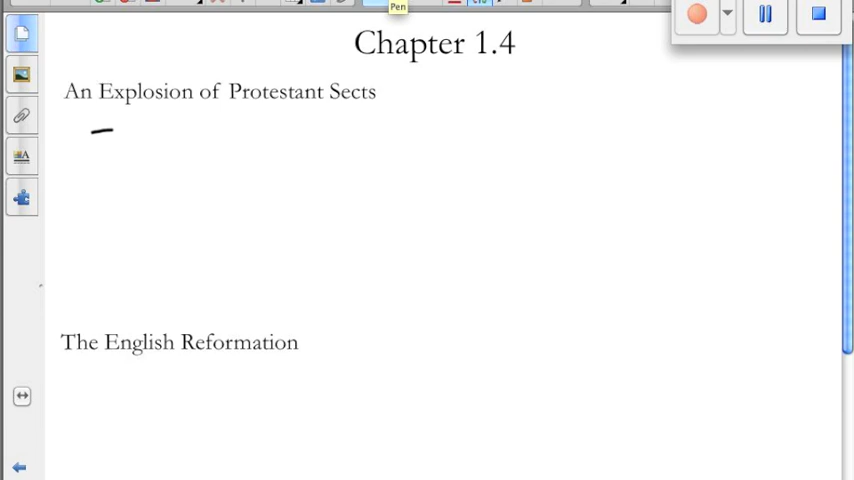 Pen
Chapter 1.4
An Explosion of Protestant Sects
–
The English Reformation